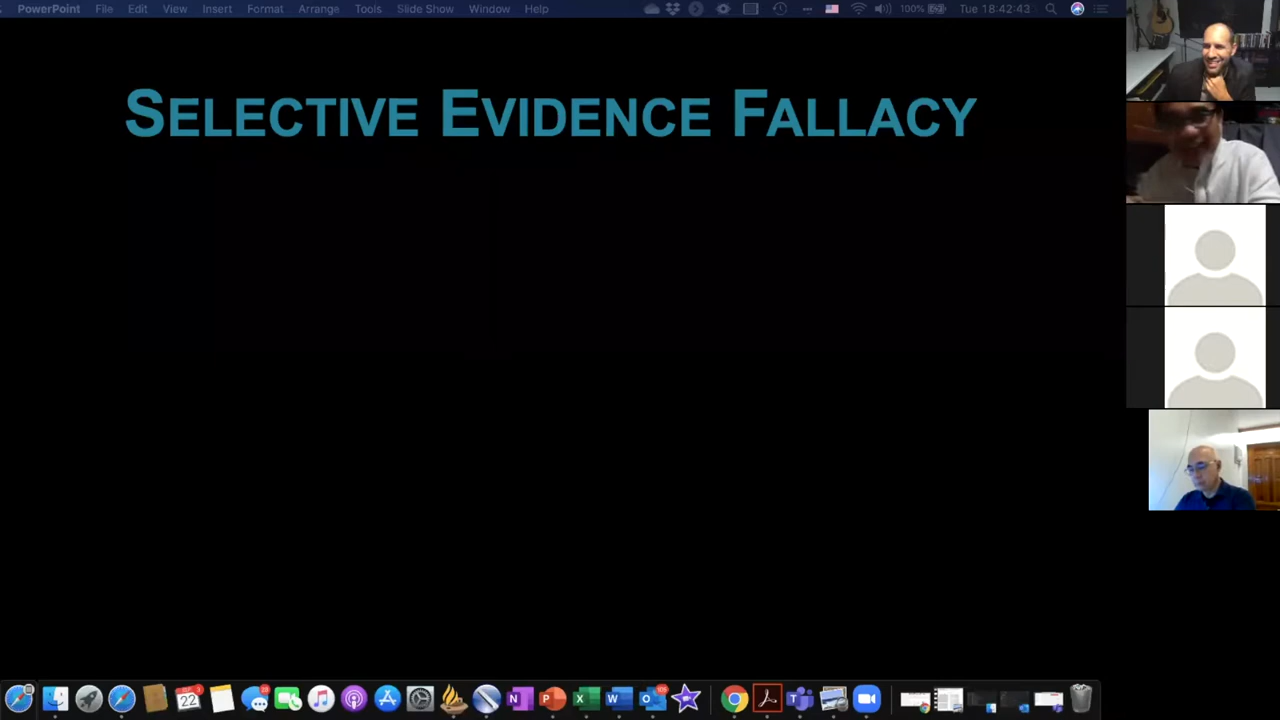 PowerPoint File Edit View Insert Format Arrange Tools Slide Show Window Help 100% Tue 18:42:43
SELECTIVE EVIDENCE FALLACY
22